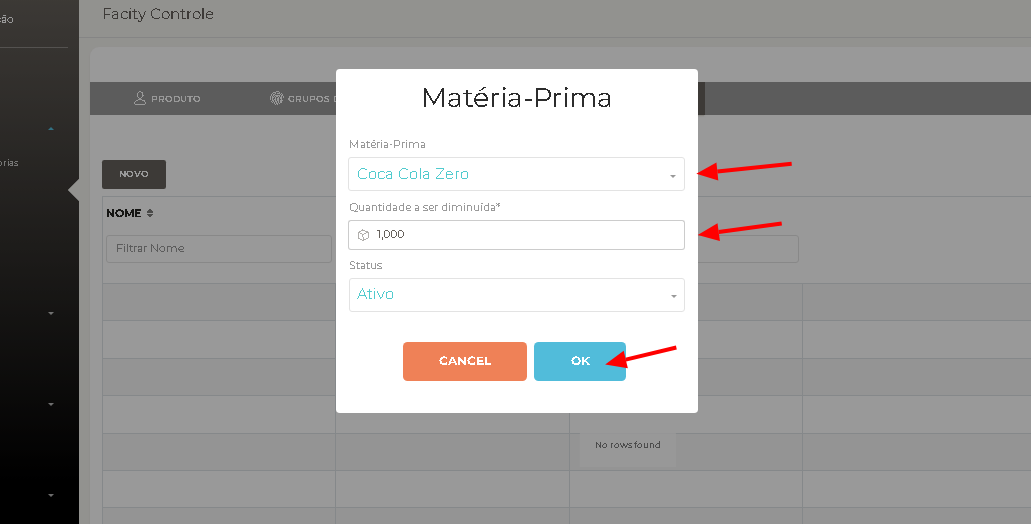 ção
Facity Controle
PRODUTO
GRUPOS D
orias
NOVO
NOME
Filtrar Nome
Matéria-Prima
Matéria-Prima
Coca Cola Zero
Quantidade a ser diminuída*
1,000
Status
Ativo
CANCEL
OK
No rows found